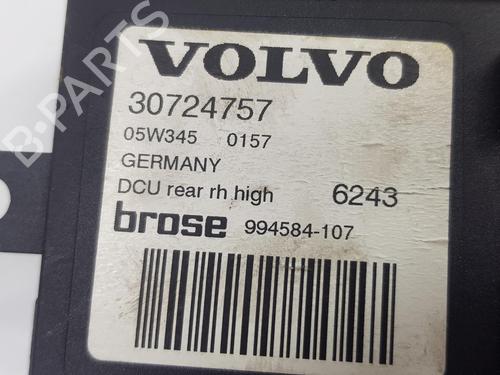 VOLVO
30724757
05W345 0157
GERMANY
DCU rear rh high 6243
brose 994584-107
B-PARTS